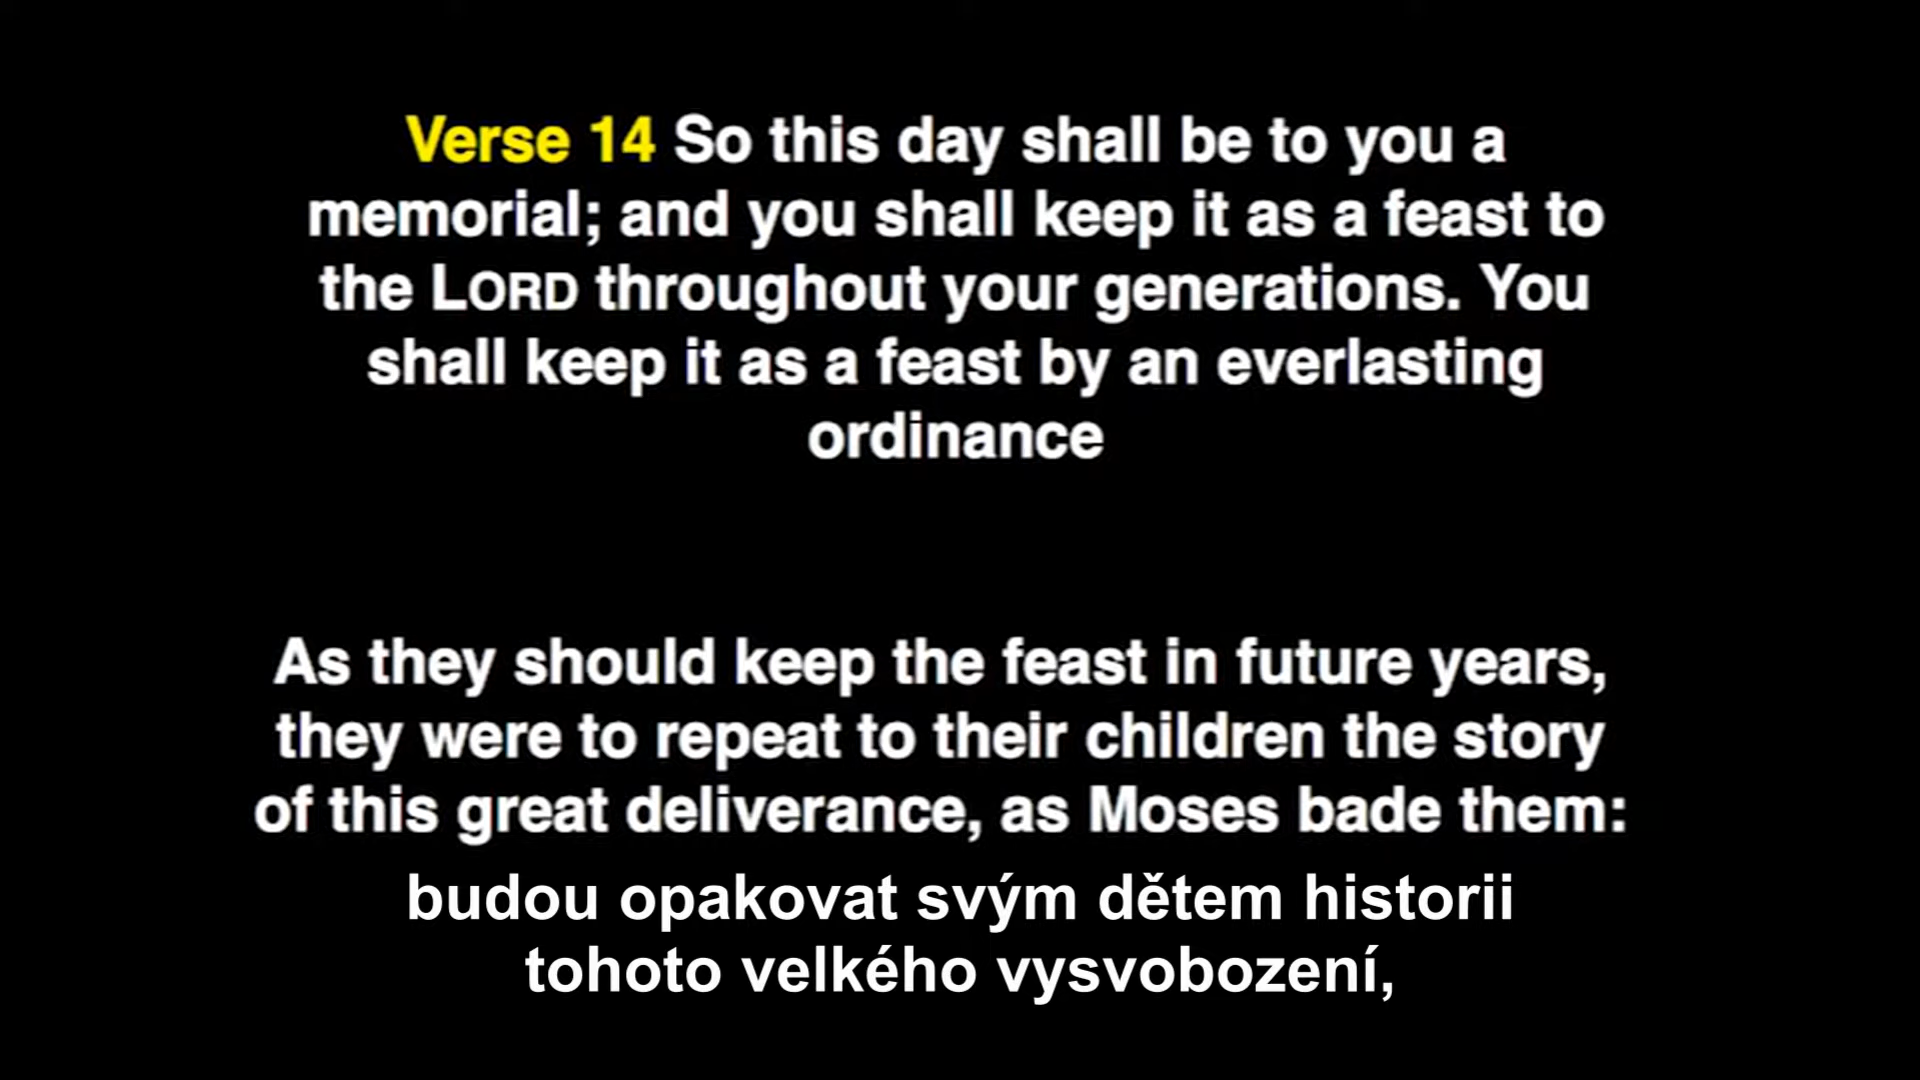 Verse 14 So this day shall be to you a
memorial; and you shall keep it as a feast to
the LORD throughout your generations. You
shall keep it as a feast by an everlasting
ordinance
As they should keep the feast in future years,
they were to repeat to their children the story
of this great deliverance, as Moses bade them:
budou opakovat svým dětem historii
tohoto velkého vysvobození,